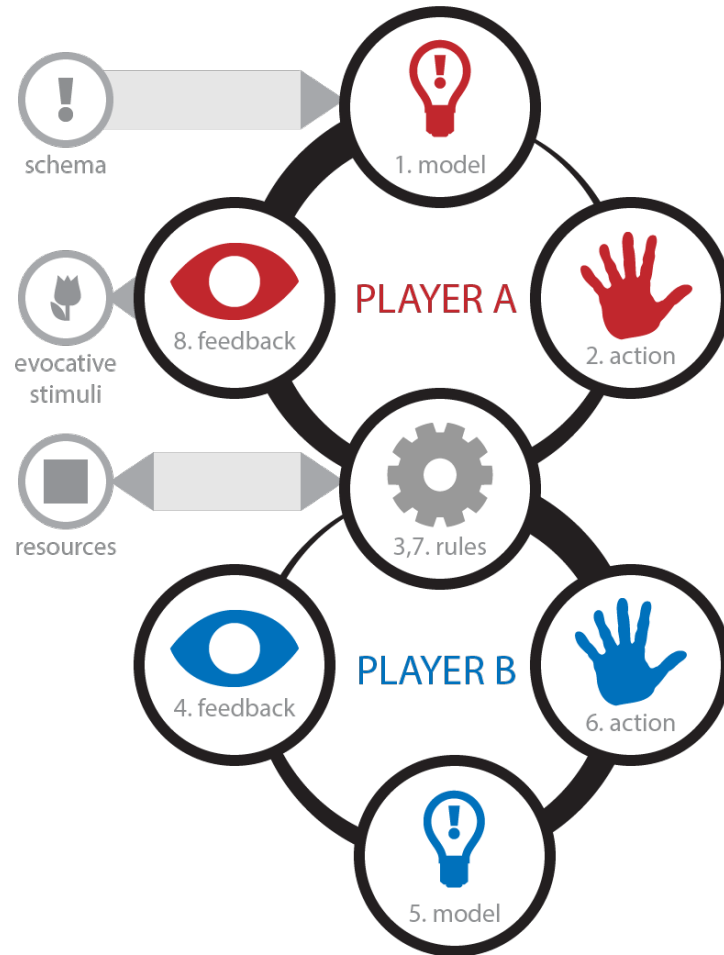 !
schema
!
1. model
PLAYER A
8. feedback
2. action
evocative
stimuli
resources
3,7. rules
PLAYER B
4. feedback
6. action
!
5. model